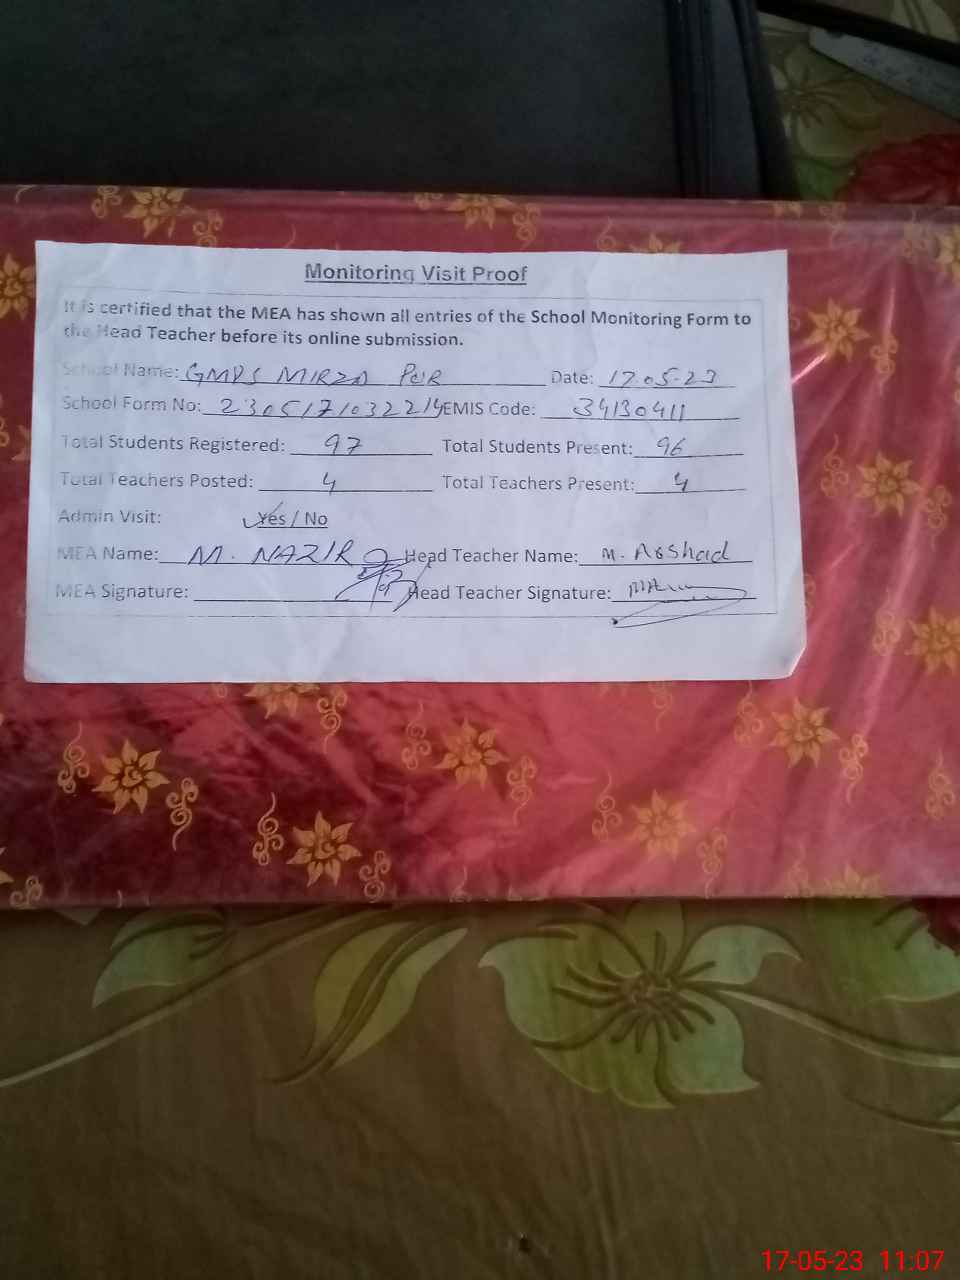 Monitoring Visit Proof
It is certified that the MEA has shown all entries of the School Monitoring Form to
the Head Teacher before its online submission.
School Name: GMPS MIRZA PUR Date: 17.05.23
School Form No: 2305171032214 EMIS Code: 34130411
Total Students Registered: 97 Total Students Present: 96
Total Teachers Posted: 4 Total Teachers Present: 4
Admin Visit: Yes / No
MEA Name: M. NAZIR Head Teacher Name: M. Arshad
MEA Signature: Head Teacher Signature:
17-05-23 11:07